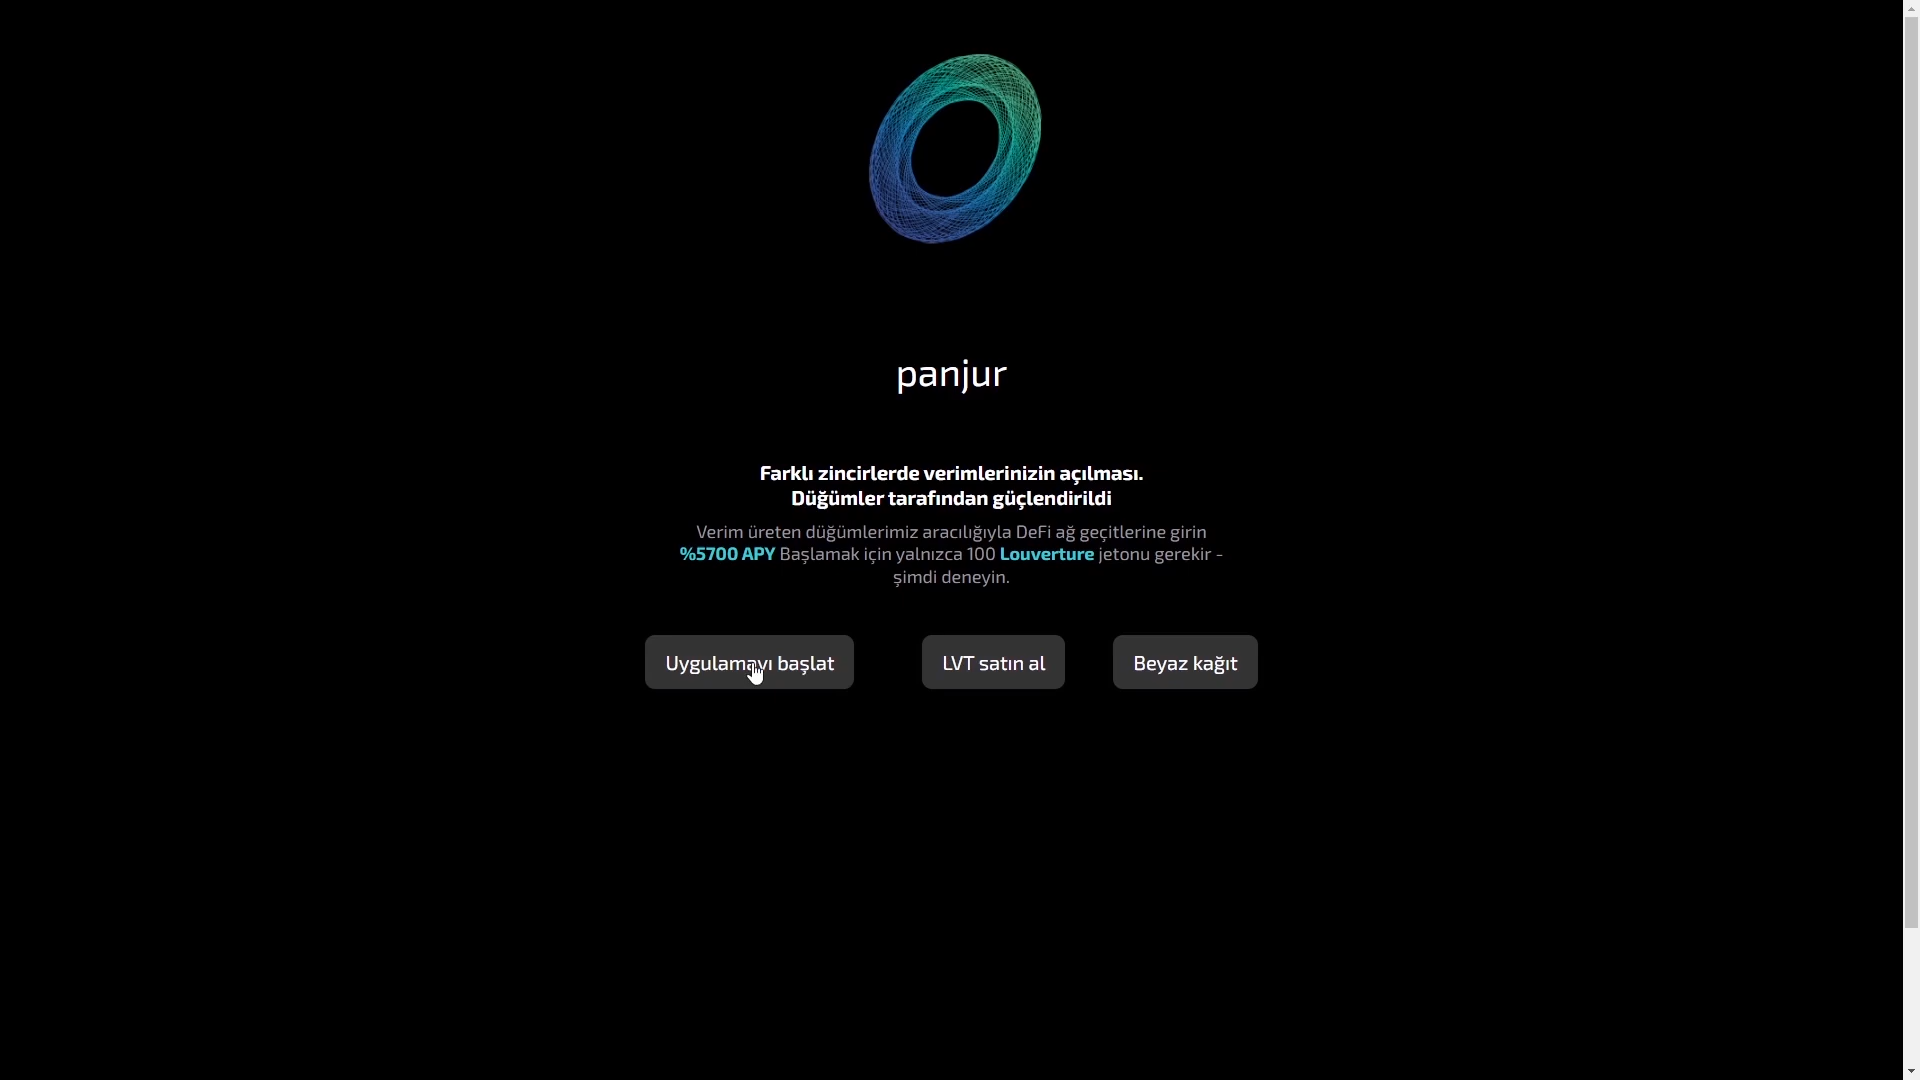 panjur
Farklı zincirlerde verimlerinizin açılması.
Düğümler tarafından güçlendirildi
Verim üreten düğümlerimiz aracılığıyla DeFi ağ geçitlerine girin
%5700 APY Başlamak için yalnızca 100 Louverture jetonu gerekir -
şimdi deneyin.
Uygulamayı başlat
LVT satın al
Beyaz kağıt